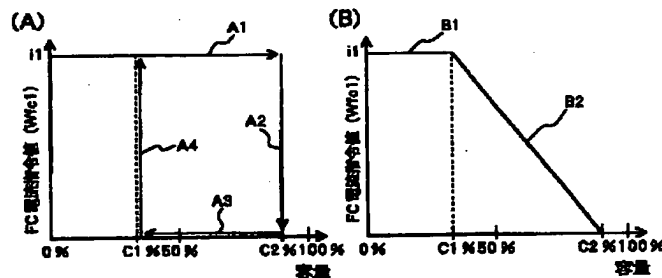 (A)
i1
A1
A2
A4
A3
FC電流指令値 (Wfc1)
0% C1% 50% C2% 100%
容量
(B)
i1
B1
B2
FC電流指令値 (Wfc1)
0% C1% 50% C2% 100%
容量